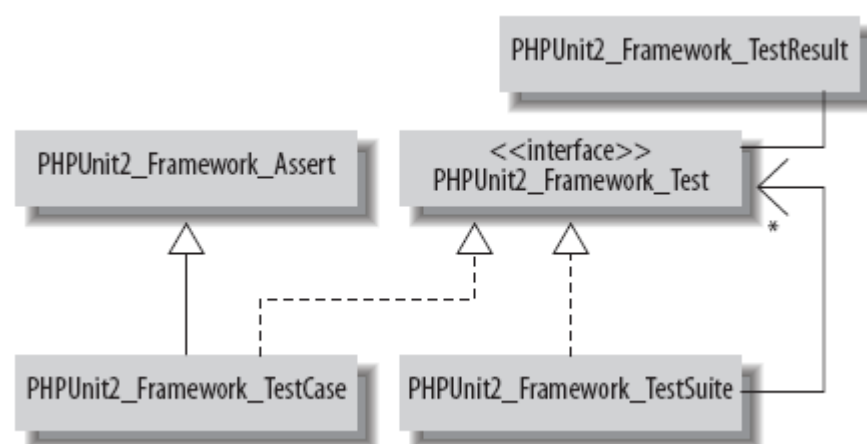 PHPUnit2_Framework_TestResult
PHPUnit2_Framework_Assert
<<interface>>
PHPUnit2_Framework_Test
*
PHPUnit2_Framework_TestCase
PHPUnit2_Framework_TestSuite